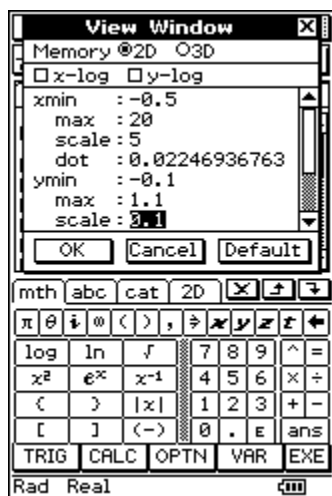 View Window
Memory 2D 3D
x-log y-log
xmin :-0.5
max :20
scale:5
dot :0.02246936763
ymin :-0.1
max :1.1
scale:0.1
OK Cancel Default
mth abc cat 2D
π θ i ∞ ( ) , ⇒ x y z t
log ln √ 7 8 9 ^ =
x² eˣ x⁻¹ 4 5 6 × ÷
{ } |x| 1 2 3 + −
[ ] (−) 0 . E ans
TRIG CALC OPTN VAR EXE
Rad Real